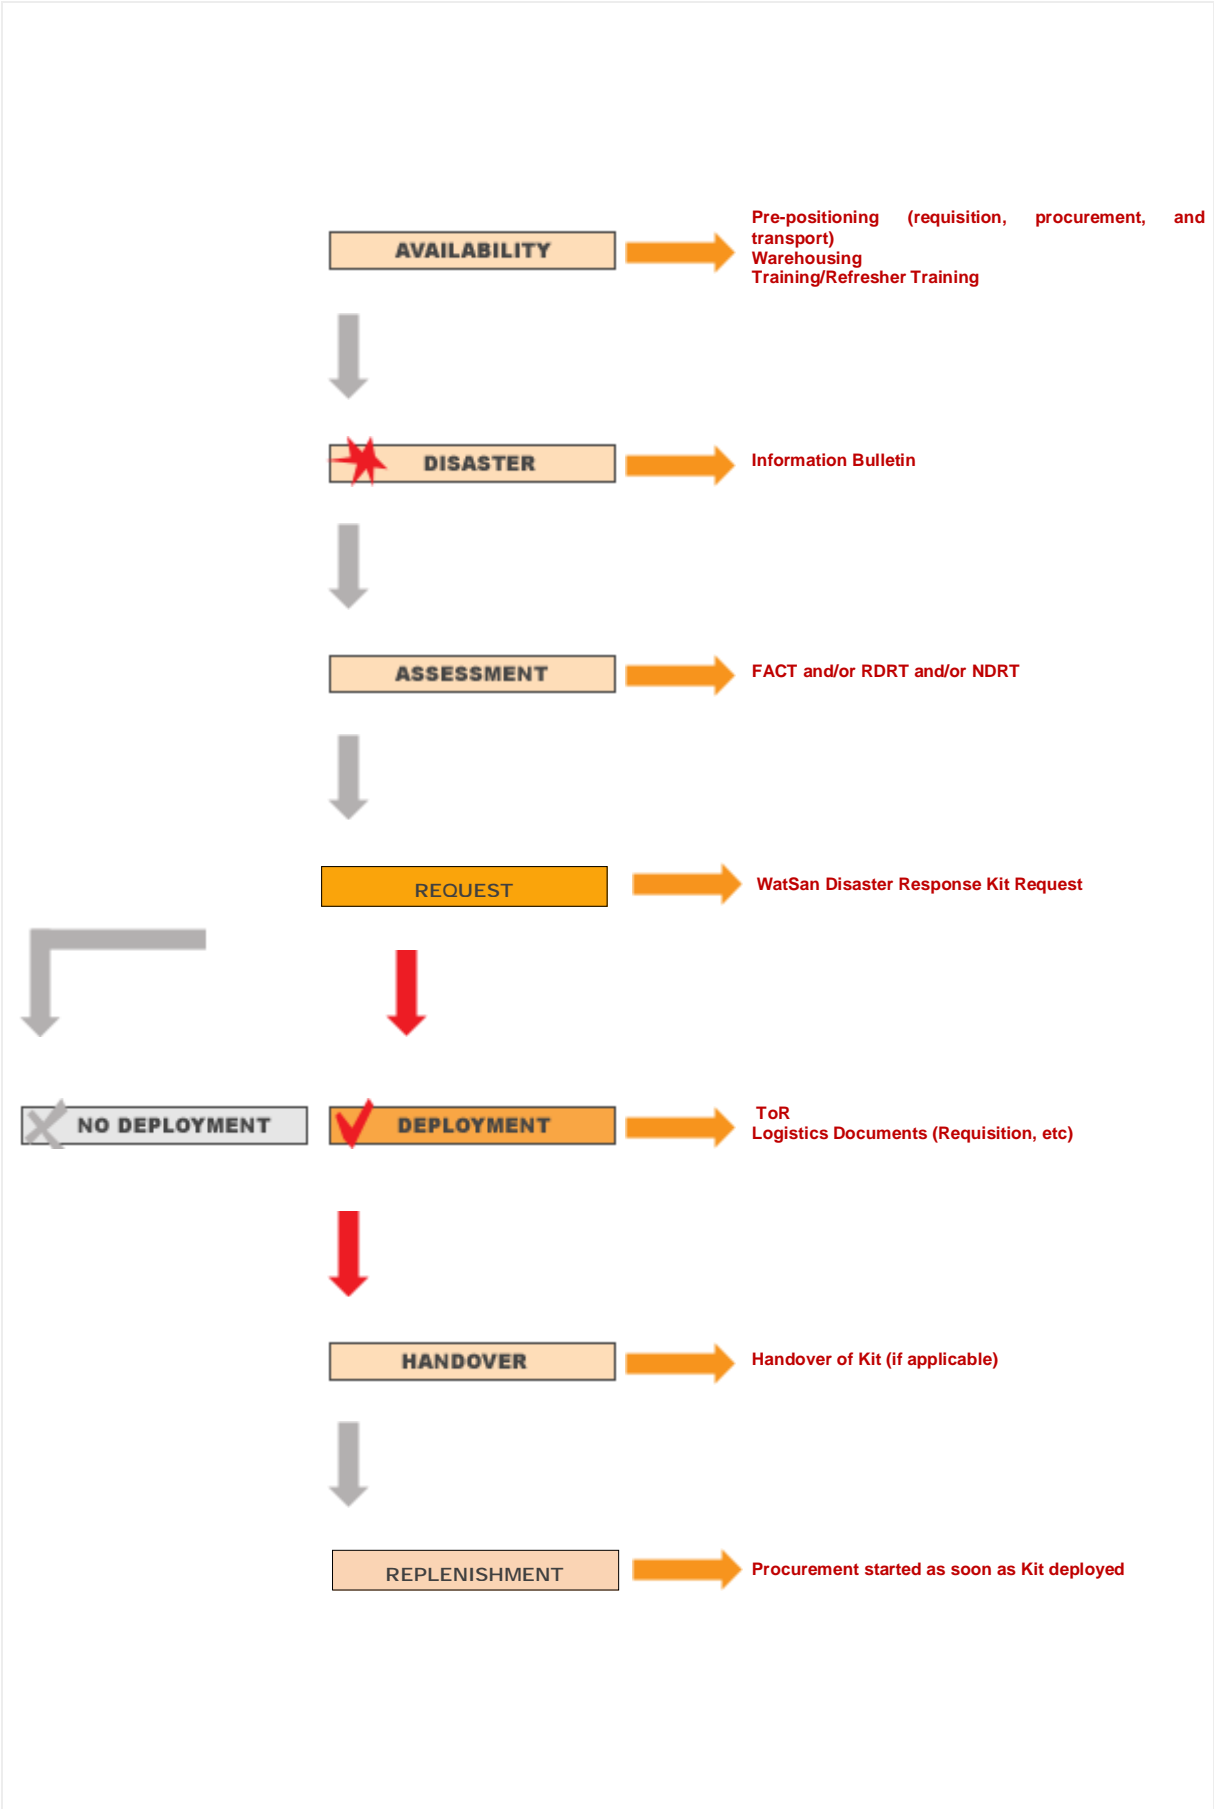 AVAILABILITY
Pre-positioning (requisition, procurement, and
transport)
Warehousing
Training/Refresher Training
DISASTER
Information Bulletin
ASSESSMENT
FACT and/or RDRT and/or NDRT
REQUEST
WatSan Disaster Response Kit Request
NO DEPLOYMENT
DEPLOYMENT
ToR
Logistics Documents (Requisition, etc)
HANDOVER
Handover of Kit (if applicable)
REPLENISHMENT
Procurement started as soon as Kit deployed